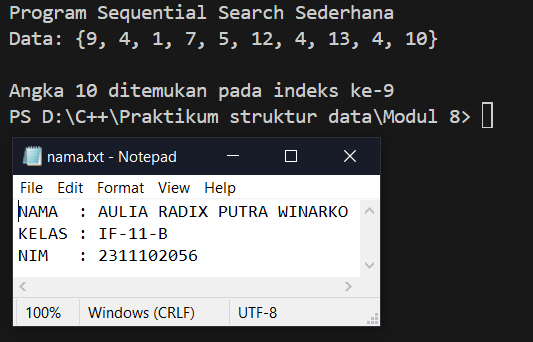 Program Sequential Search Sederhana
Data: {9, 4, 1, 7, 5, 12, 4, 13, 4, 10}
Angka 10 ditemukan pada indeks ke-9
PS D:\C++\Praktikum struktur data\Modul 8>
nama.txt - Notepad
File Edit Format View Help
NAMA  : AULIA RADIX PUTRA WINARKO
KELAS : IF-11-B
NIM   : 2311102056
100% Windows (CRLF) UTF-8